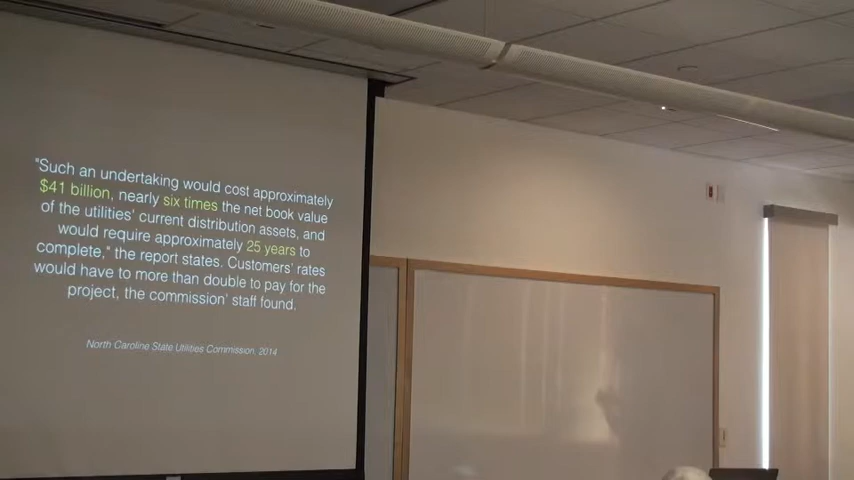 "Such an undertaking would cost approximately
$41 billion, nearly six times the net book value
of the utilities' current distribution assets, and
would require approximately 25 years to
complete," the report states. Customers' rates
would have to more than double to pay for the
project, the commission' staff found.
North Caroline State Utilities Commission, 2014